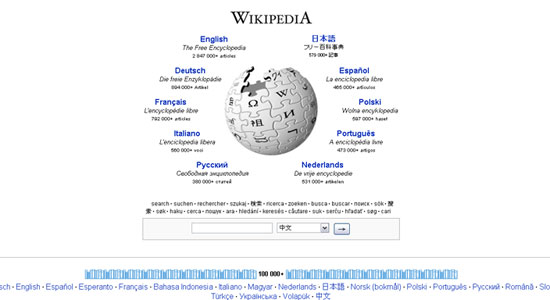 WIKIPEDIA
English
The Free Encyclopedia
2 847 000+ articles
日本語
フリー百科事典
579 000+ 記事
Deutsch
Die freie Enzyklopädie
894 000+ Artikel
Español
La enciclopedia libre
465 000+ artículos
Français
L'encyclopédie libre
792 000+ articles
Polski
Wolna encyklopedia
597 000+ haseł
Italiano
L'enciclopedia libera
560 000+ voci
Português
A enciclopédia livre
473 000+ artigos
Русский
Свободная энциклопедия
380 000+ статей
Nederlands
De vrije encyclopedie
531 000+ artikelen
search · suchen · rechercher · szukaj · 検索 · ricerca · zoeken · busca · buscar · поиск · sök · 搜
索 · søk · haku · cerca · пошук · ara · hledání · keresés · căutare · suk · serĉu · hľadať · søg · cari
中文
→
100 000+
English · Español · Esperanto · Français · Bahasa Indonesia · Italiano · Magyar · Nederlands · 日本語 · Norsk (bokmål) · Polski · Português · Русский · Română · Slo
Türkçe · Українська · Volapük · 中文